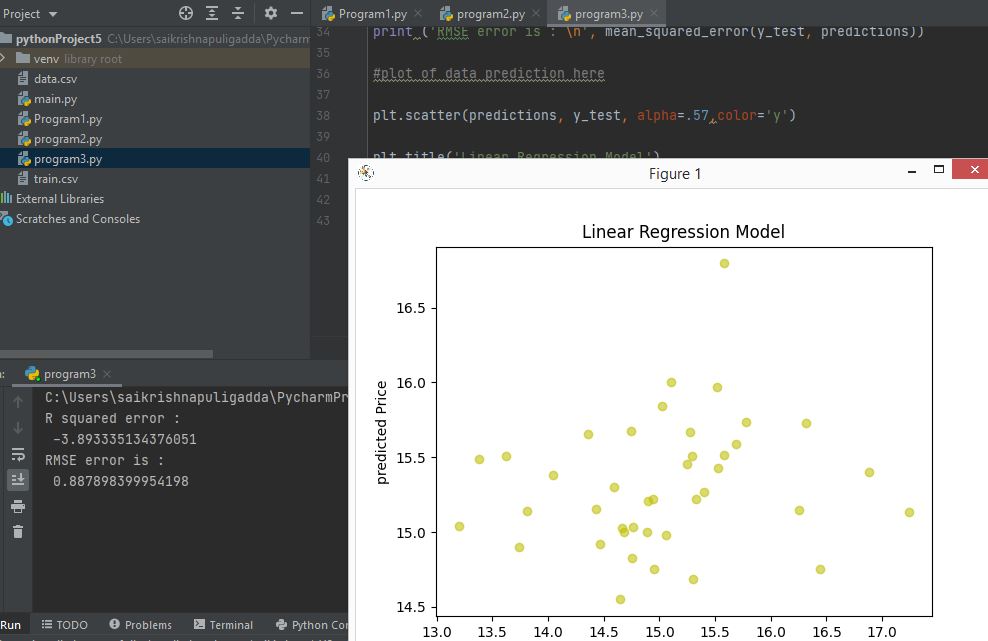 Project
Program1.py
program2.py
program3.py
pythonProject5 C:\Users\saikrishnapuligadda\Pycharm
venv library root
data.csv
main.py
Program1.py
program2.py
program3.py
train.csv
External Libraries
Scratches and Consoles
34 print ('RMSE error is : \n', mean_squared_error(y_test, predictions))
35
36 #plot of data prediction here
37
38 plt.scatter(predictions, y_test, alpha=.57,color='y')
39
40 plt.title('Linear Regression Model')
41
42
43
Figure 1
Linear Regression Model
predicted Price
16.5
16.0
15.5
15.0
14.5
13.0 13.5 14.0 14.5 15.0 15.5 16.0 16.5 17.0
program3
C:\Users\saikrishnapuligadda\PycharmPr
R squared error :
-3.893335134376051
RMSE error is :
0.887898399954198
Run TODO Problems Terminal Python Con